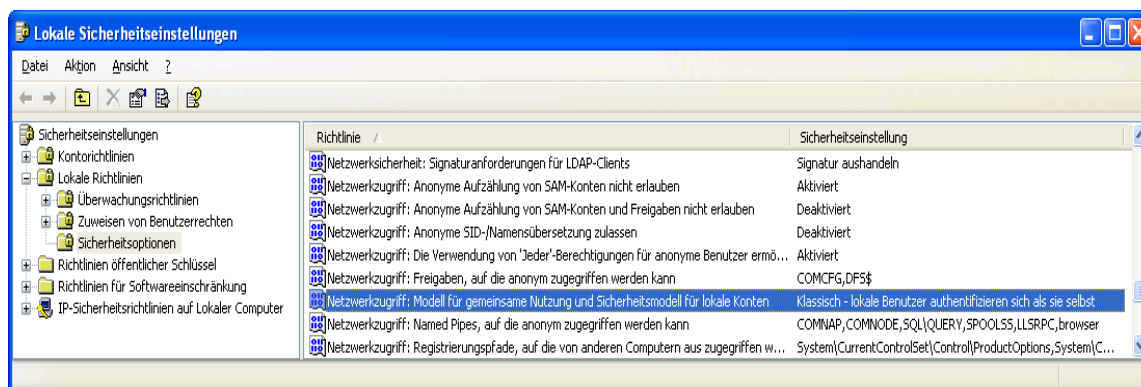 Lokale Sicherheitseinstellungen
Datei Aktion Ansicht ?
Sicherheitseinstellungen
Kontorichtlinien
Lokale Richtlinien
Überwachungsrichtlinien
Zuweisen von Benutzerrechten
Sicherheitsoptionen
Richtlinien öffentlicher Schlüssel
Richtlinien für Softwareeinschränkung
IP-Sicherheitsrichtlinien auf Lokaler Computer
Richtlinie Sicherheitseinstellung
Netzwerksicherheit: Signaturanforderungen für LDAP-Clients Signatur aushandeln
Netzwerkzugriff: Anonyme Aufzählung von SAM-Konten nicht erlauben Aktiviert
Netzwerkzugriff: Anonyme Aufzählung von SAM-Konten und Freigaben nicht erlauben Deaktiviert
Netzwerkzugriff: Anonyme SID-/Namensübersetzung zulassen Deaktiviert
Netzwerkzugriff: Die Verwendung von 'Jeder'-Berechtigungen für anonyme Benutzer ermö... Aktiviert
Netzwerkzugriff: Freigaben, auf die anonym zugegriffen werden kann COMCFG,DFS$
Netzwerkzugriff: Modell für gemeinsame Nutzung und Sicherheitsmodell für lokale Konten Klassisch - lokale Benutzer authentifizieren sich als sie selbst
Netzwerkzugriff: Named Pipes, auf die anonym zugegriffen werden kann COMNAP,COMNODE,SQL\QUERY,SPOOLSS,LLSRPC,browser
Netzwerkzugriff: Registrierungspfade, auf die von anderen Computern aus zugegriffen w... System\CurrentControlSet\Control\ProductOptions,System\C...